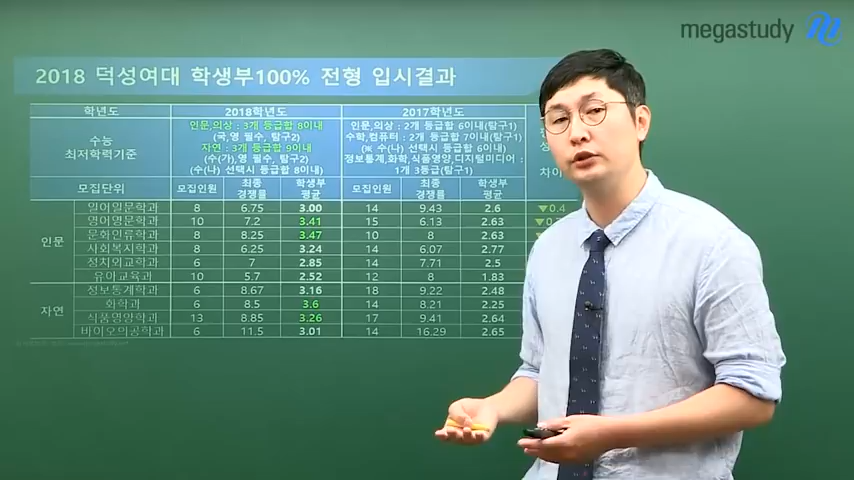 megastudy
2018 덕성여대 학생부100% 전형 입시결과
학년도 2018학년도 2017학년도
수능
최저학력기준
인문,의상 : 3개 등급합 8이내
(국,영 필수, 탐구2)
자연 : 3개 등급합 9이내
(수(가),영 필수, 탐구2)
(수(나) 선택시 등급합 8이내)
인문,의상 : 2개 등급합 6이내(탐구1)
수학,컴퓨터 : 2개 등급합 7이내(탐구1)
(※ 수(나) 선택시 등급합 6이내)
정보통계,화학,식품영양,디지털미디어 :
1개 3등급(탐구1)
차이
모집단위 모집인원 최종 경쟁률 학생부 평균 모집인원 최종 경쟁률 학생부 평균
인문
일어일문학과 8 6.75 3.00 14 9.43 2.6 ▼0.4
영어영문학과 10 7.2 3.41 15 6.13 2.63
문화인류학과 8 8.25 3.47 10 8 2.63
사회복지학과 8 6.25 3.24 14 6.07 2.77
정치외교학과 6 7 2.85 14 7.71 2.5
유아교육과 10 5.7 2.52 12 8 1.83
자연
정보통계학과 6 8.67 3.16 18 9.22 2.48
화학과 6 8.5 3.6 14 8.21 2.25
식품영양학과 13 8.85 3.26 17 9.41 2.64
바이오의공학과 6 11.5 3.01 14 16.29 2.65